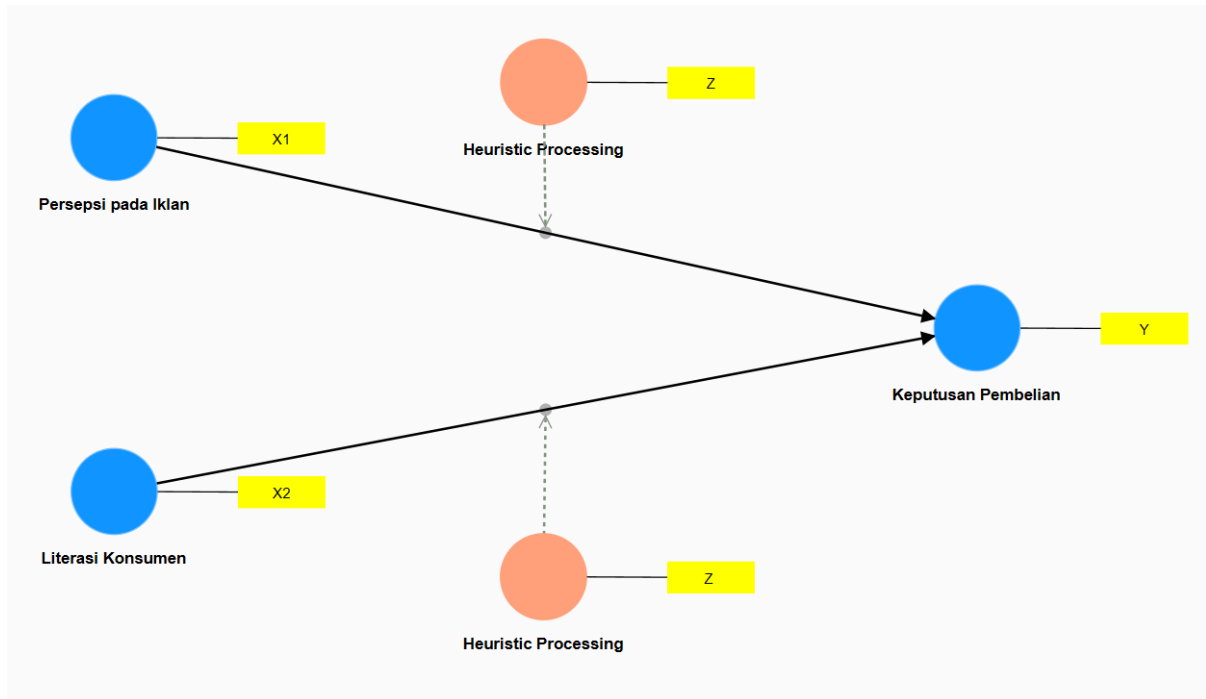 Z
Heuristic Processing
X1
Persepsi pada Iklan
Y
Keputusan Pembelian
X2
Literasi Konsumen
Z
Heuristic Processing